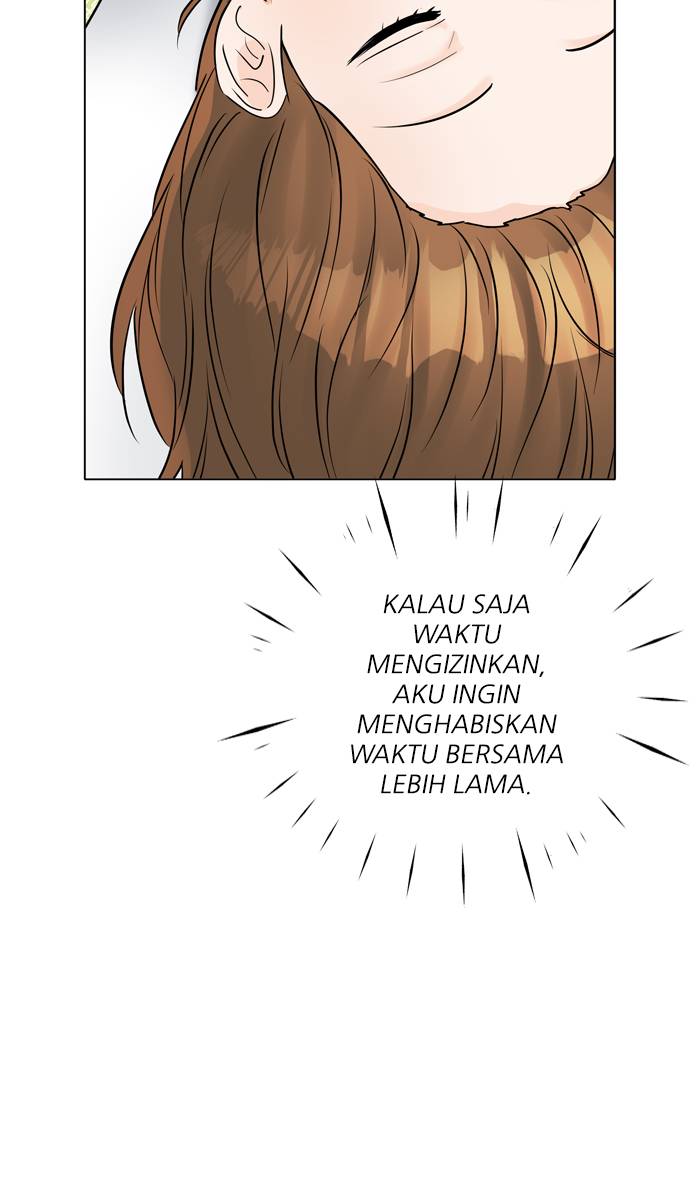 KALAU SAJA
WAKTU
MENGIZINKAN,
AKU INGIN
MENGHABISKAN
WAKTU BERSAMA
LEBIH LAMA.